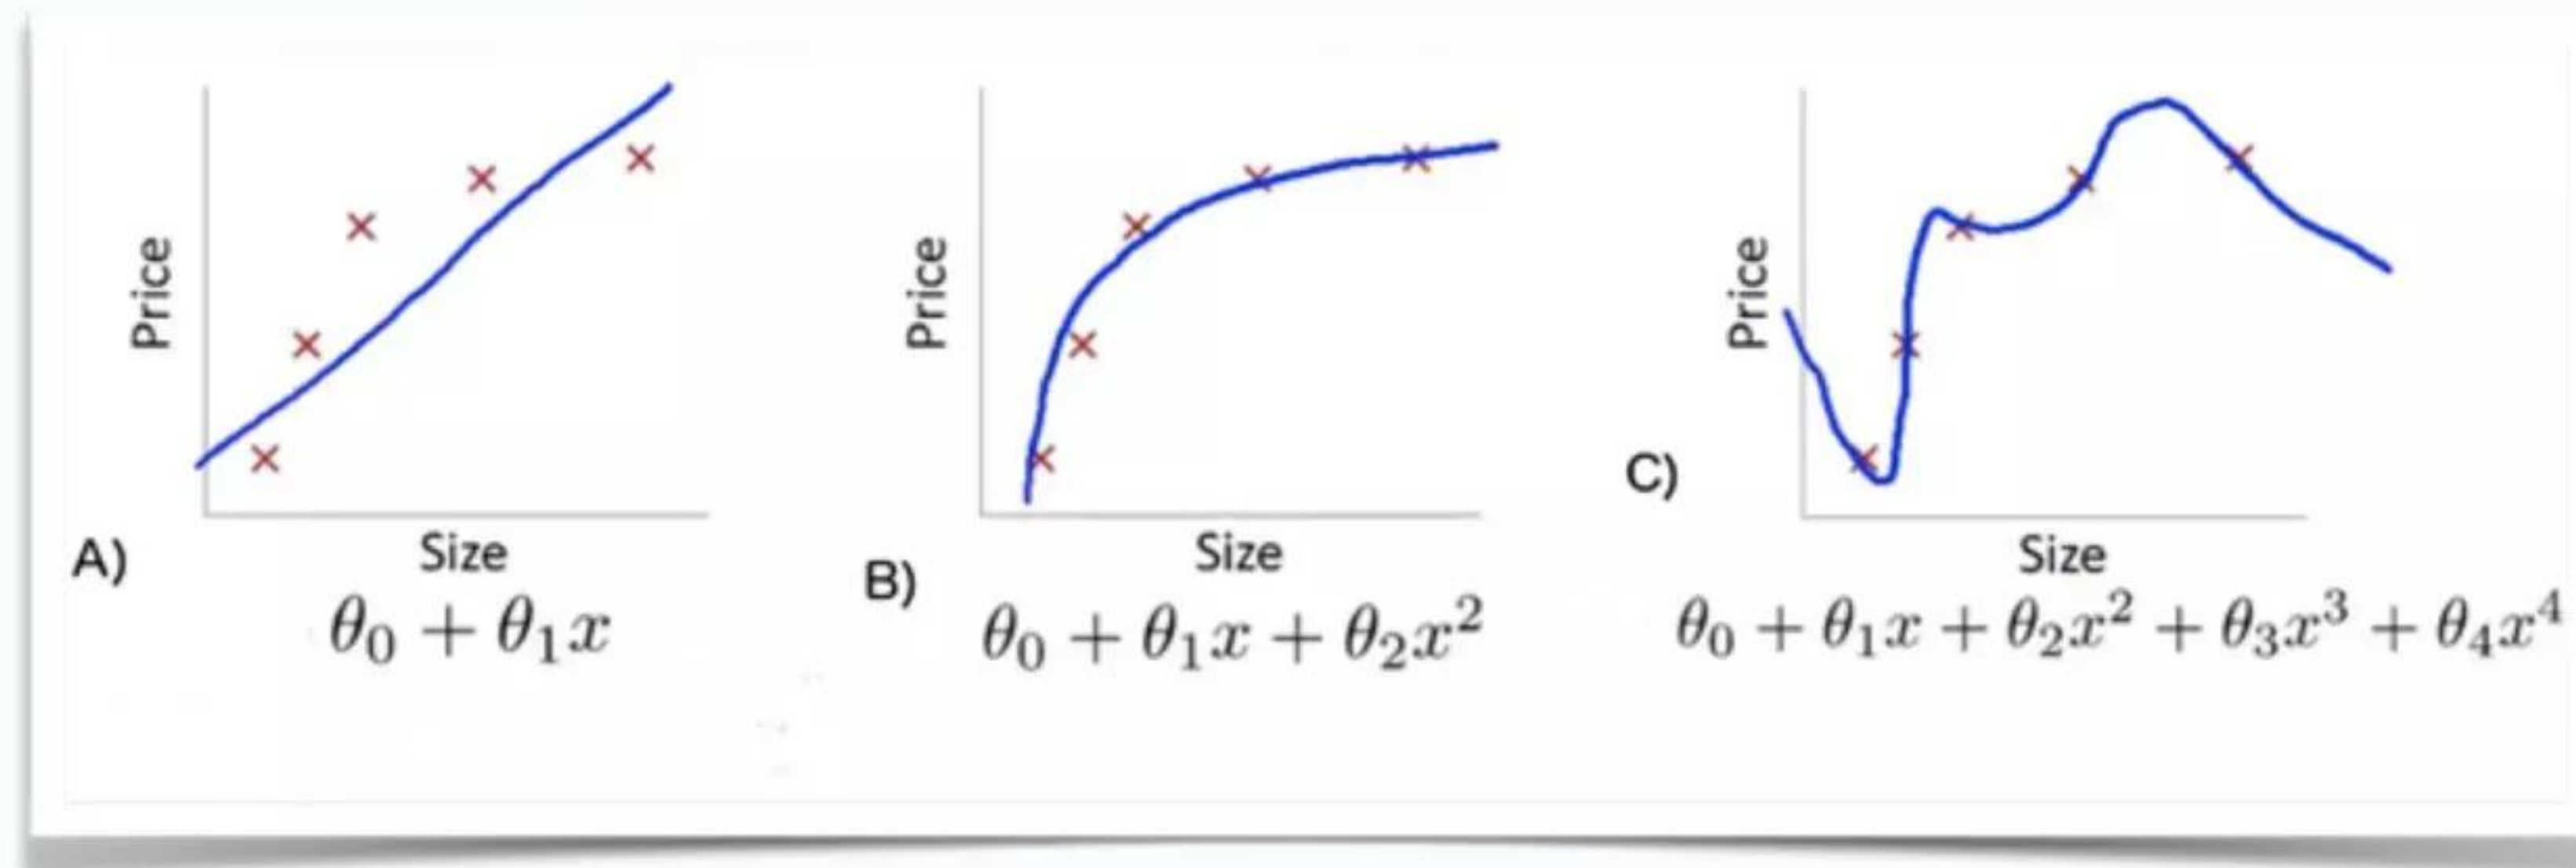 Price
Size
A)
θ₀ + θ₁x
Price
Size
B)
θ₀ + θ₁x + θ₂x²
Price
C)
Size
θ₀ + θ₁x + θ₂x² + θ₃x³ + θ₄x⁴